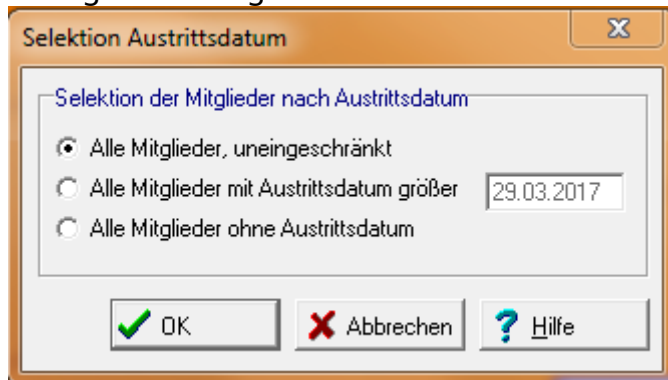 Selektion Austrittsdatum
Selektion der Mitglieder nach Austrittsdatum
Alle Mitglieder, uneingeschränkt
Alle Mitglieder mit Austrittsdatum größer 29.03.2017
Alle Mitglieder ohne Austrittsdatum
OK Abbrechen ? Hilfe